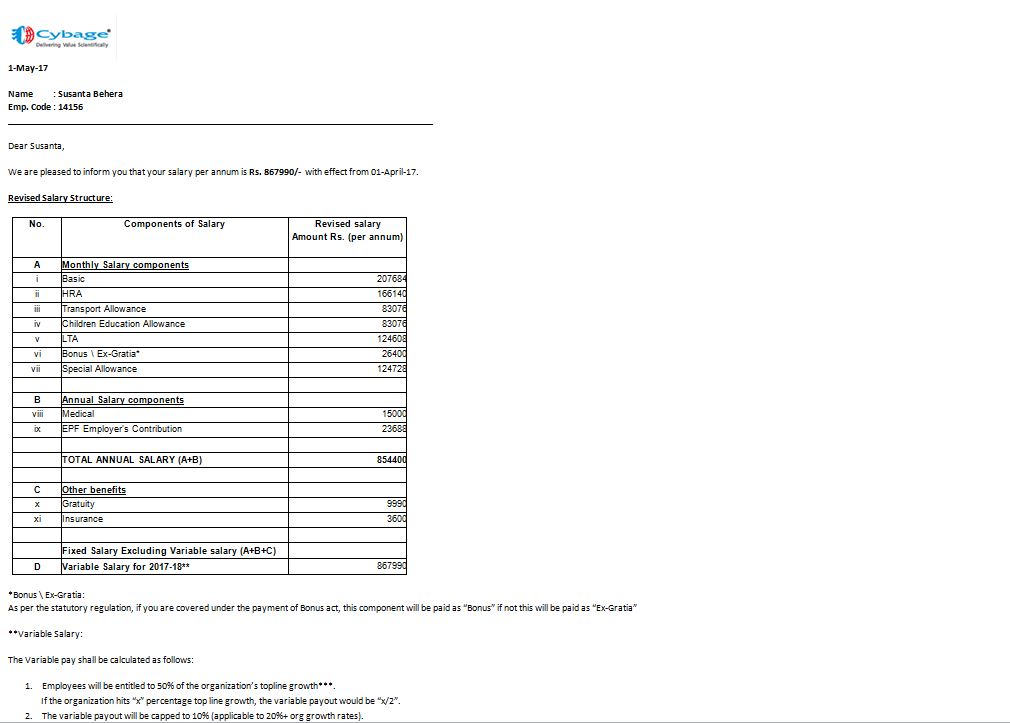 Cybage
Delivering Value Scientifically
1-May-17
Name : Susanta Behera
Emp. Code : 14156
Dear Susanta,
We are pleased to inform you that your salary per annum is Rs. 867990/- with effect from 01-April-17.
Revised Salary Structure:
No. Components of Salary Revised salary
Amount Rs. (per annum)
A Monthly Salary components
i Basic 207684
ii HRA 166140
iii Transport Allowance 83076
iv Children Education Allowance 83076
v LTA 124608
vi Bonus \ Ex-Gratia* 26400
vii Special Allowance 124728
B Annual Salary components
viii Medical 15000
ix EPF Employer's Contribution 23688
TOTAL ANNUAL SALARY (A+B) 854400
C Other benefits
x Gratuity 9990
xi Insurance 3600
Fixed Salary Excluding Variable salary (A+B+C)
D Variable Salary for 2017-18** 867990
*Bonus \ Ex-Gratia:
As per the statutory regulation, if you are covered under the payment of Bonus act, this component will be paid as "Bonus" if not this will be paid as "Ex-Gratia"
**Variable Salary:
The Variable pay shall be calculated as follows:
1. Employees will be entitled to 50% of the organization's topline growth***.
If the organization hits "x" percentage top line growth, the variable payout would be "x/2".
2. The variable payout will be capped to 10% (applicable to 20%+ org growth rates).